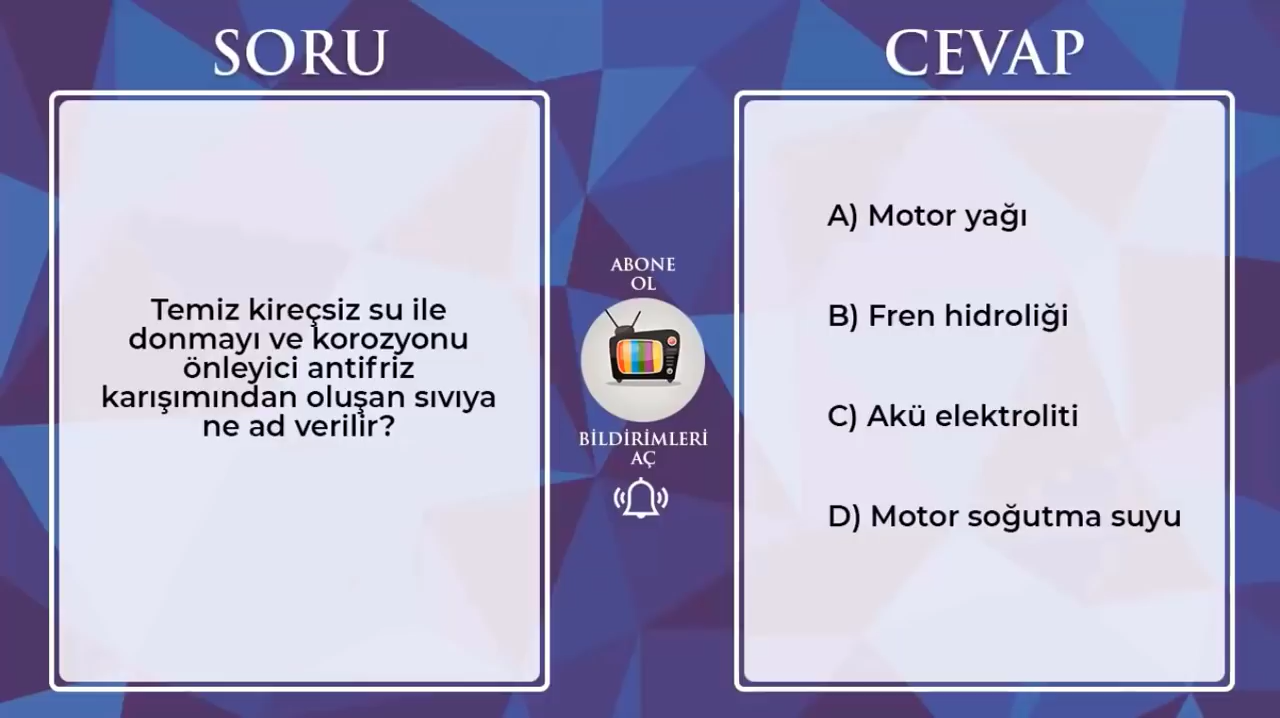 SORU
Temiz kireçsiz su ile
donmayı ve korozyonu
önleyici antifriz
karışımından oluşan sıvıya
ne ad verilir?
ABONE
OL
BİLDİRİMLERİ
AÇ
CEVAP
A) Motor yağı
B) Fren hidroliği
C) Akü elektroliti
D) Motor soğutma suyu